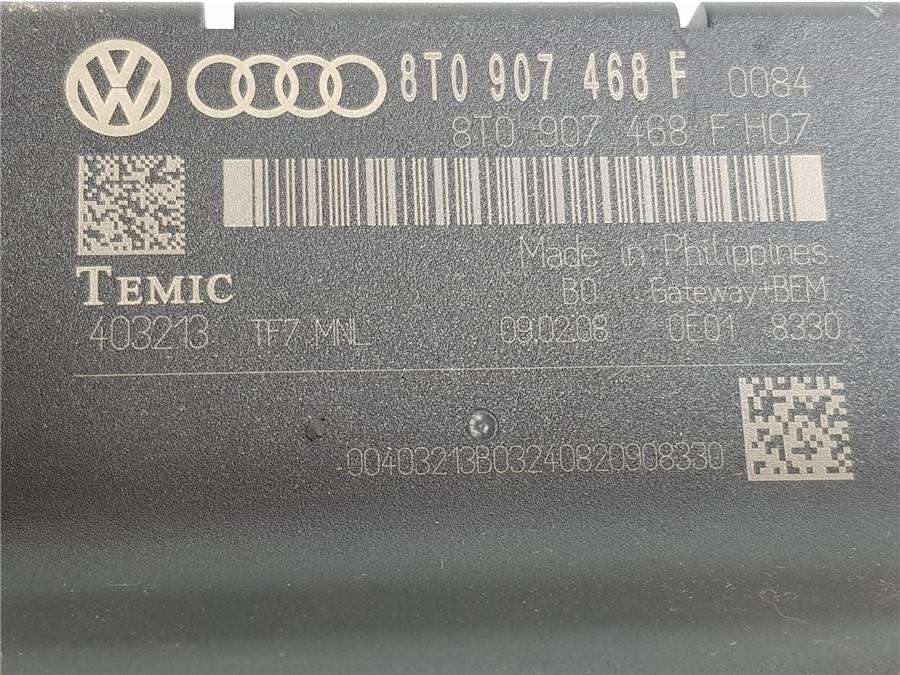 8T0 907 468 F 0084
8T0 907 468 F H07
Made in Philippines
TEMIC B0 Gateway+BEM
403213 TF7 MNL 09.02.08 0E01 8330
00403213B03240820908330